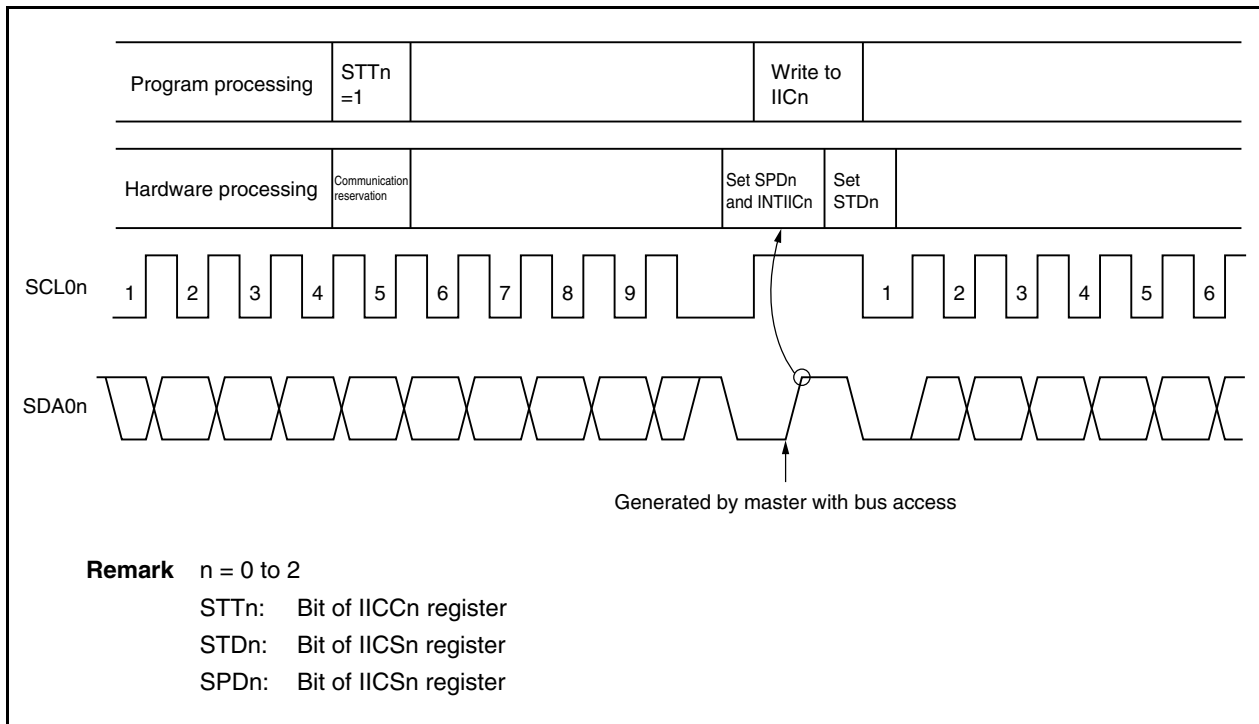 Program processing
STTn
=1
Write to
IICn
Hardware processing
Communication
reservation
Set SPDn
and INTIICn
Set
STDn
SCL0n
1 2 3 4 5 6 7 8 9 1 2 3 4 5 6
SDA0n
Generated by master with bus access
Remark n = 0 to 2
STTn: Bit of IICCn register
STDn: Bit of IICSn register
SPDn: Bit of IICSn register